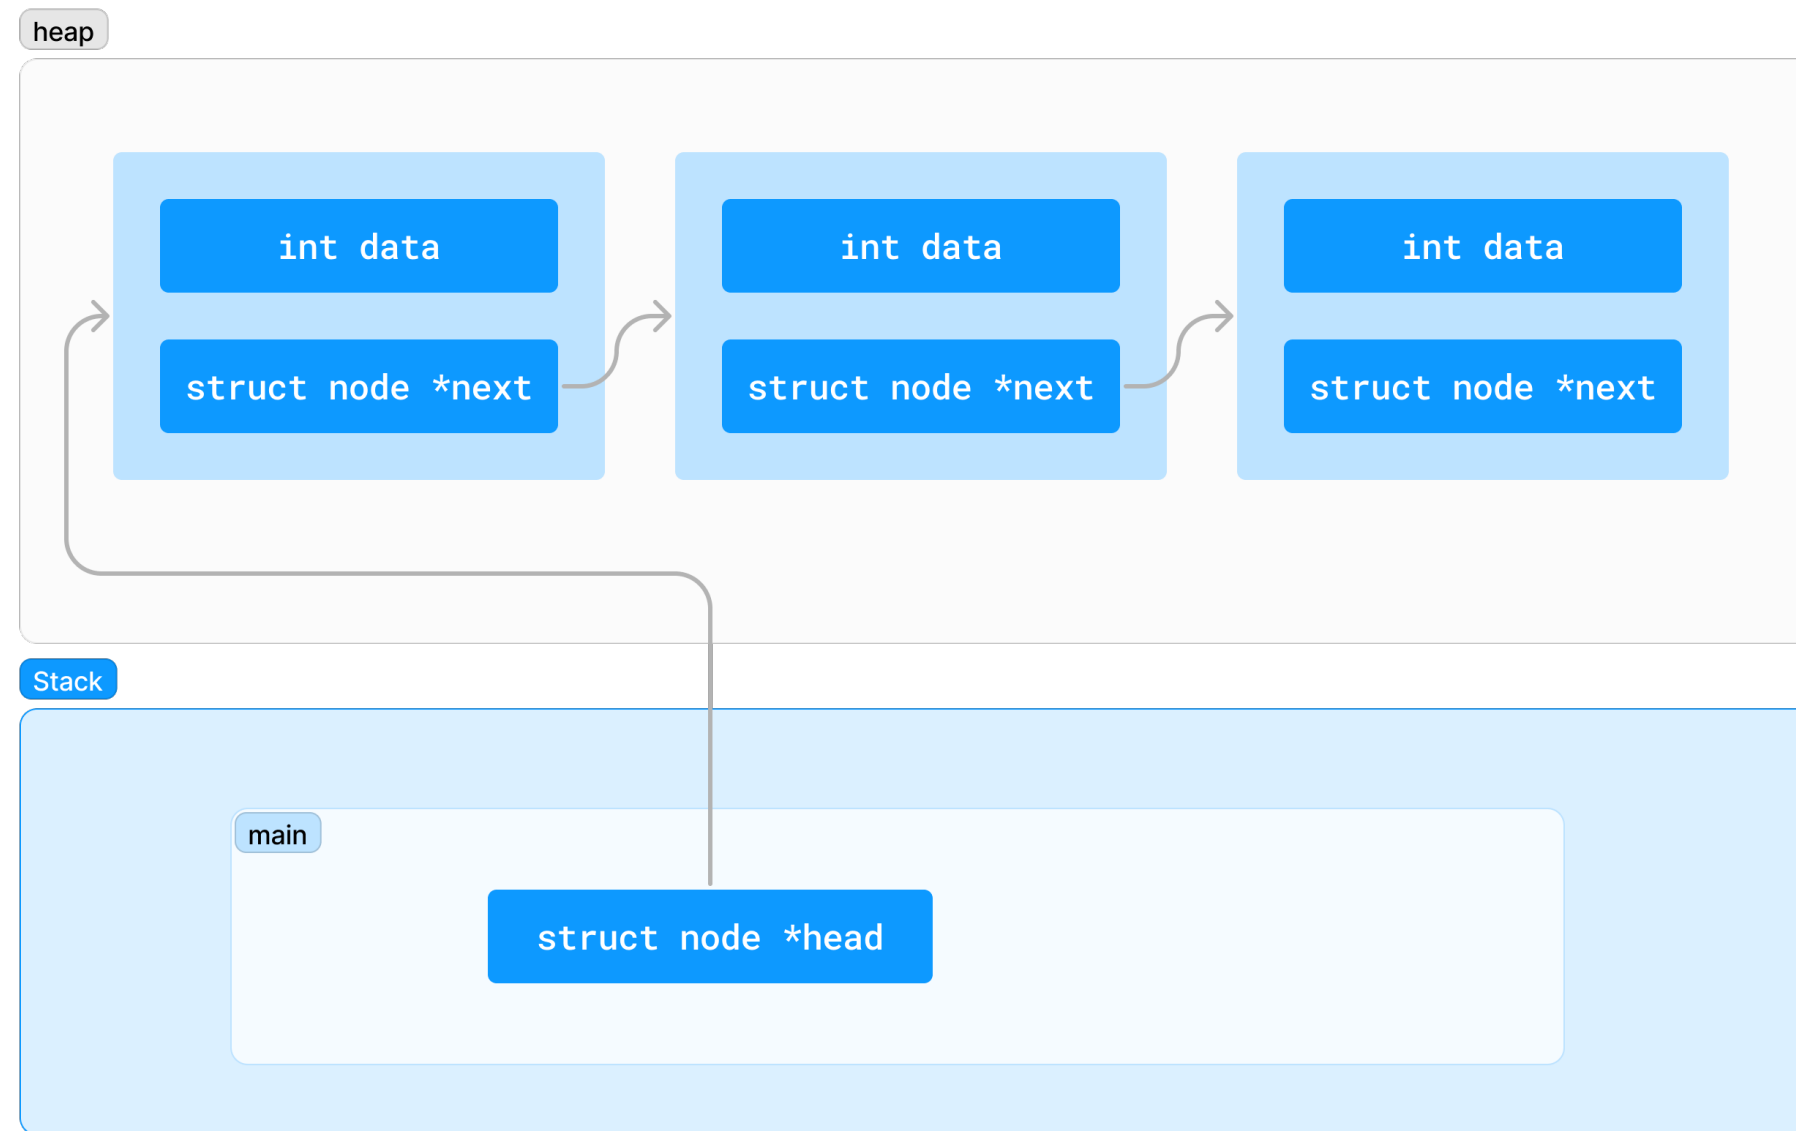 heap
int data
struct node *next
int data
struct node *next
int data
struct node *next
Stack
main
struct node *head